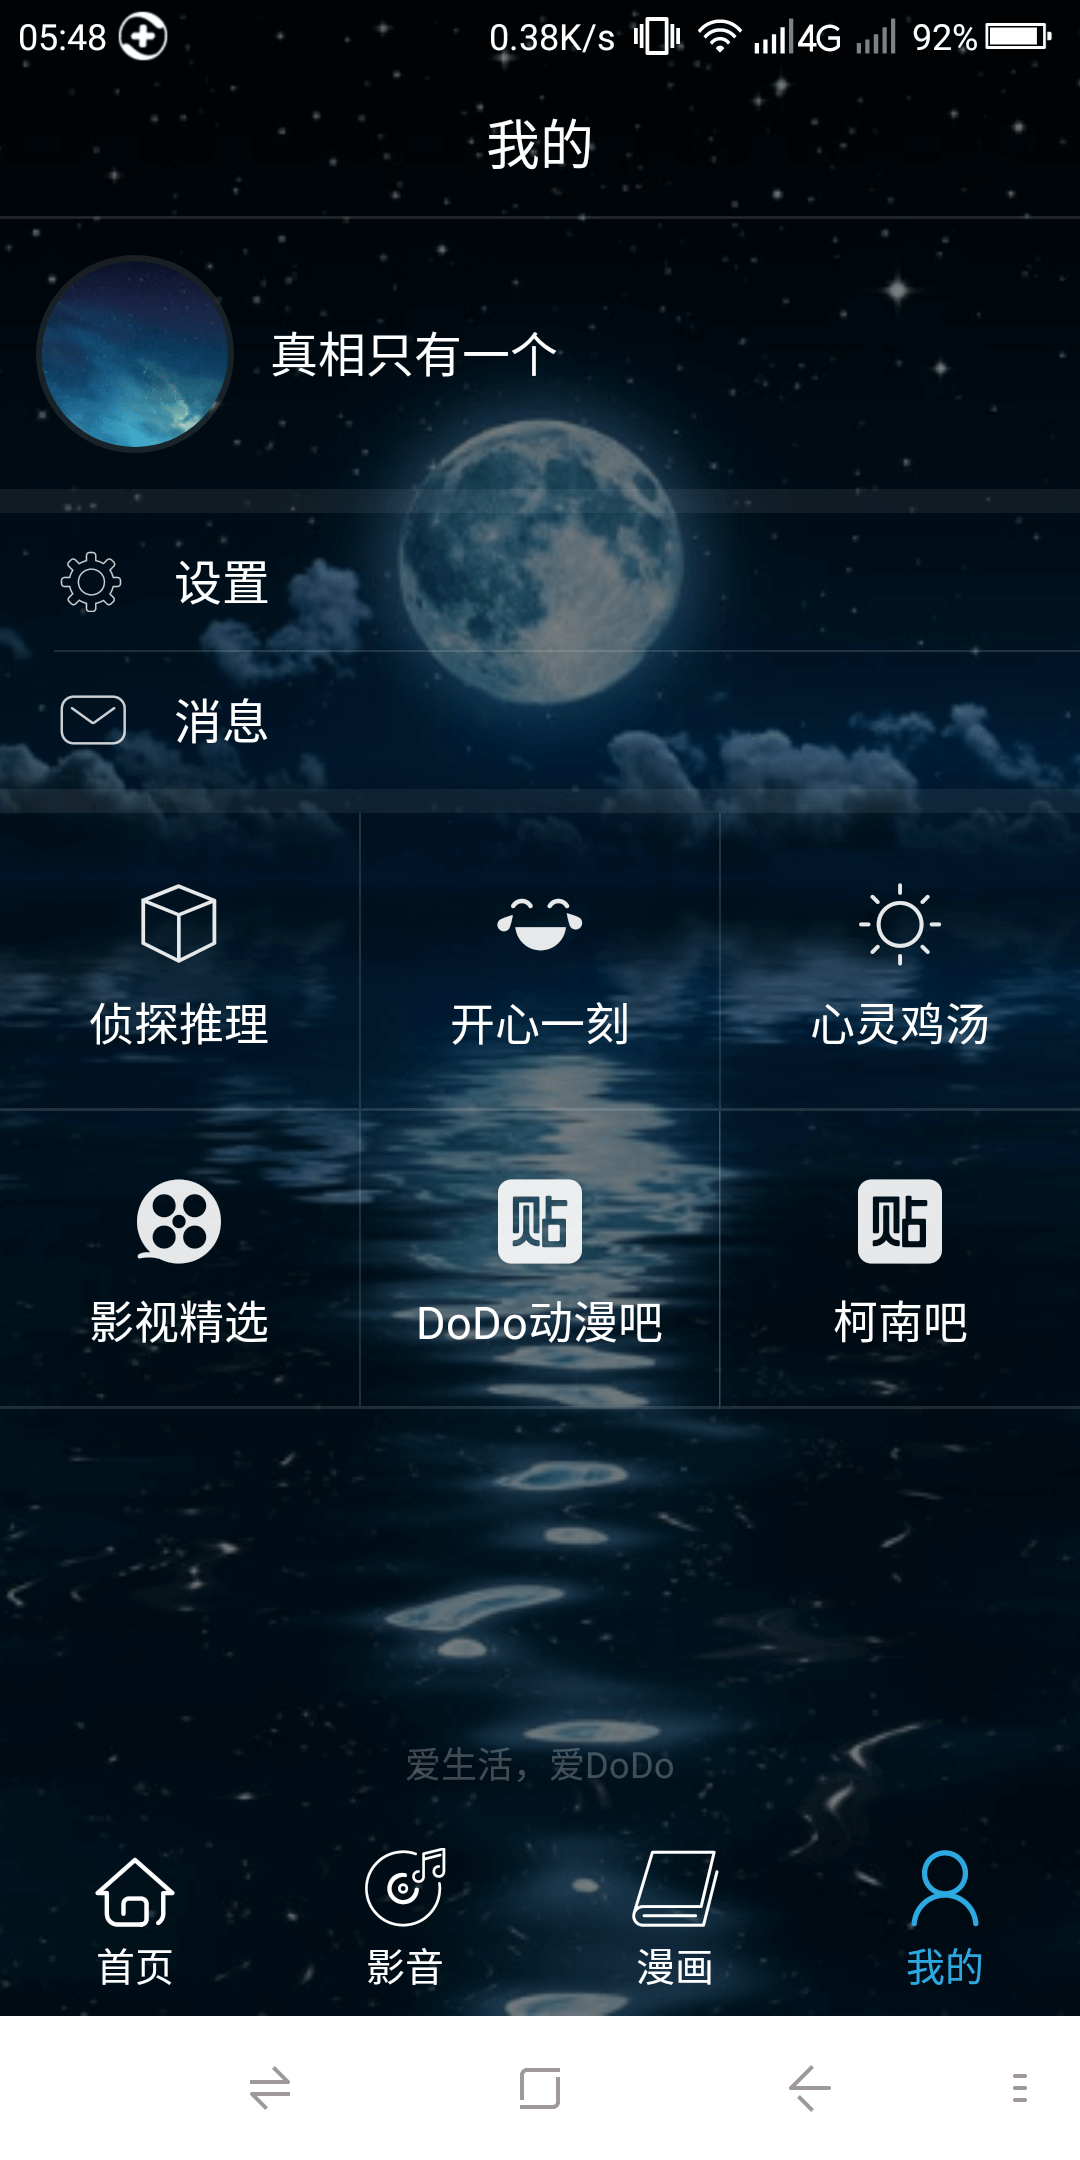 05:48 0.38K/s 4G 92%
我的
真相只有一个
设置
消息
侦探推理 开心一刻 心灵鸡汤
贴 贴
影视精选 DoDo动漫吧 柯南吧
爱生活，爱DoDo
首页 影音 漫画 我的